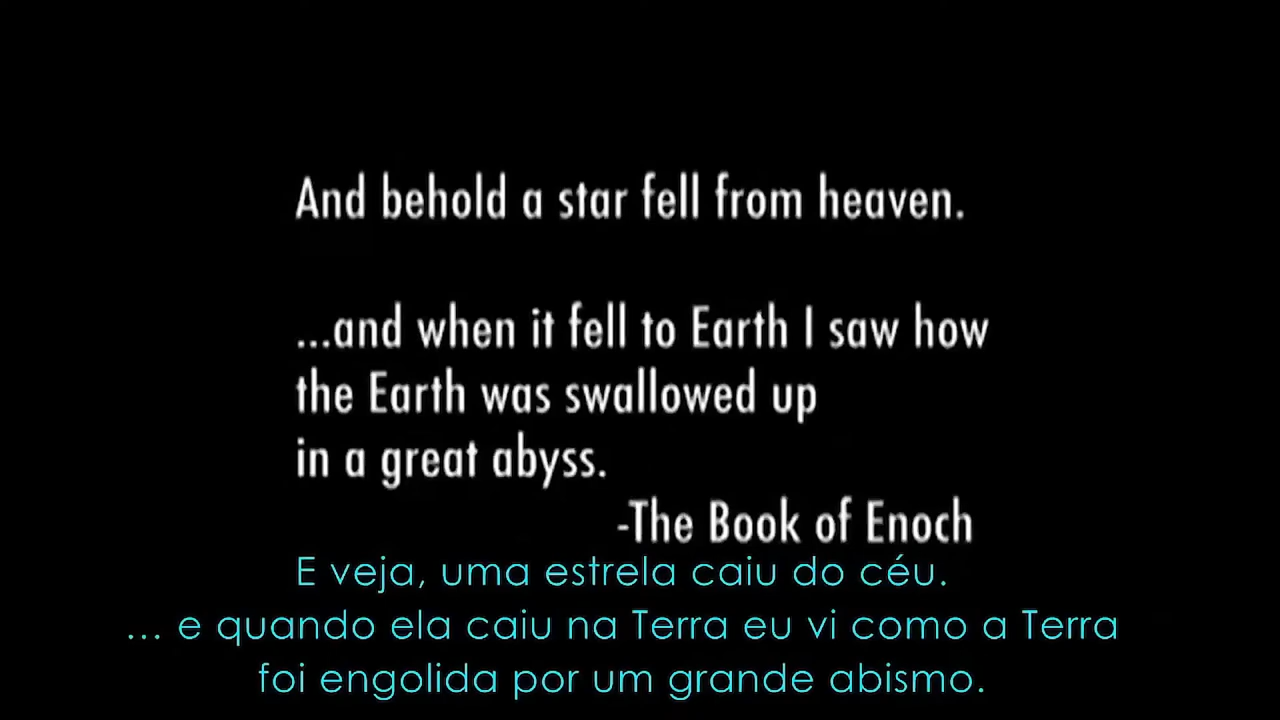 And behold a star fell from heaven.
...and when it fell to Earth I saw how
the Earth was swallowed up
in a great abyss.
-The Book of Enoch
E veja, uma estrela caiu do céu.
... e quando ela caiu na Terra eu vi como a Terra
foi engolida por um grande abismo.